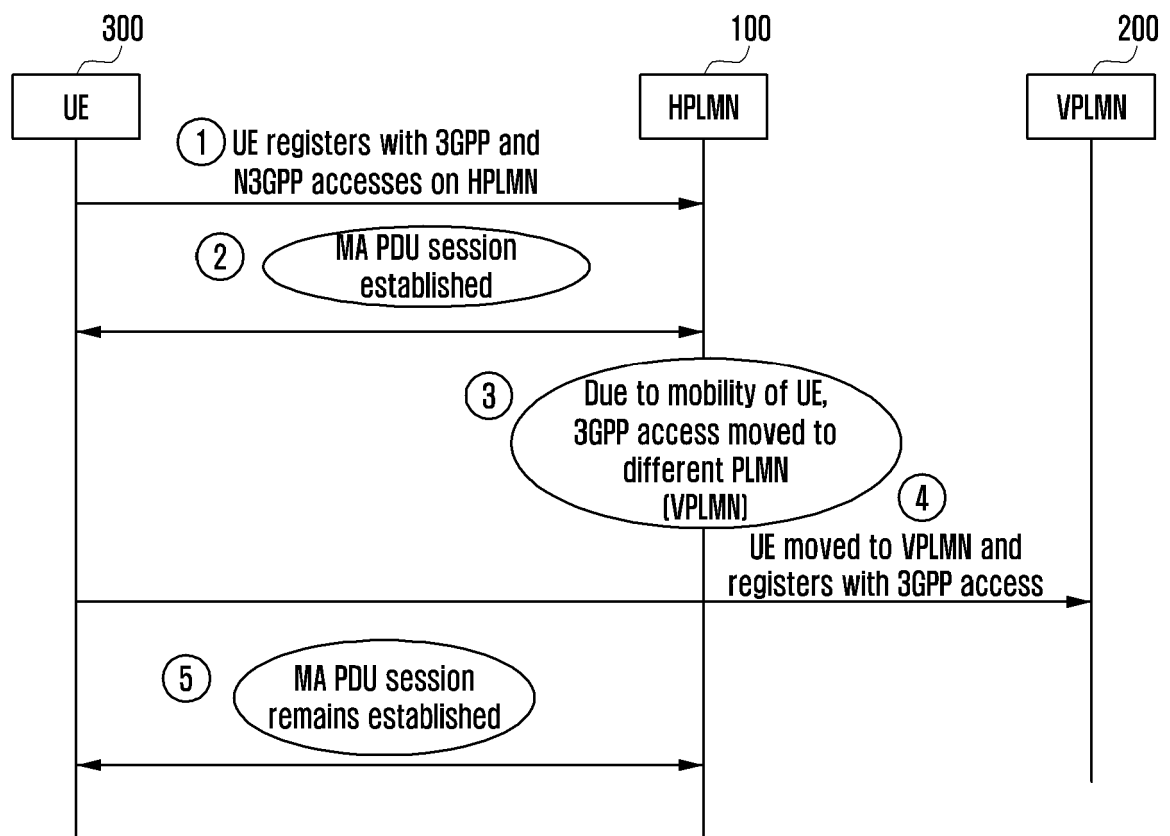 300
100
200
UE
HPLMN
VPLMN
1 UE registers with 3GPP and
N3GPP accesses on HPLMN
2
MA PDU session
established
3
Due to mobility of UE,
3GPP access moved to
different PLMN
(VPLMN)
4
UE moved to VPLMN and
registers with 3GPP access
5
MA PDU session
remains established